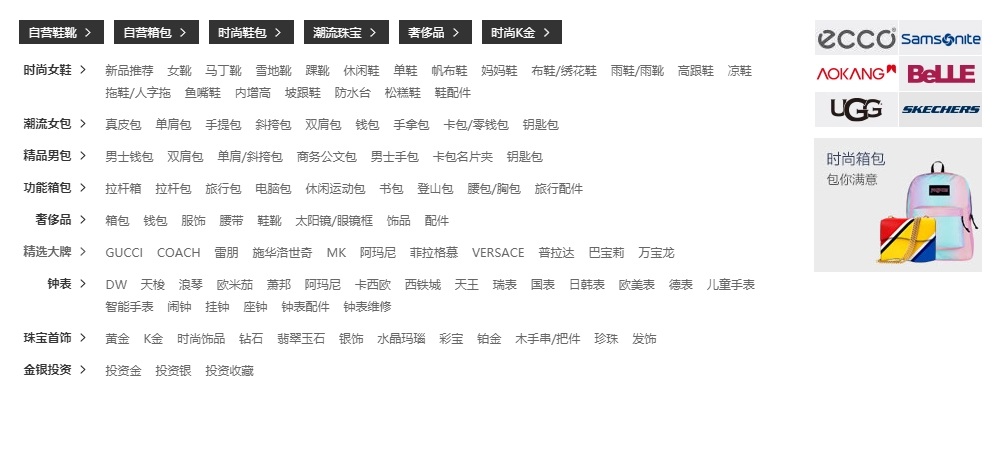 自营鞋靴 > 自营箱包 > 时尚鞋包 > 潮流珠宝 > 奢侈品 > 时尚K金 >
时尚女鞋 > 新品推荐 女靴 马丁靴 雪地靴 踝靴 休闲鞋 单鞋 帆布鞋 妈妈鞋 布鞋/绣花鞋 雨鞋/雨靴 高跟鞋 凉鞋
拖鞋/人字拖 鱼嘴鞋 内增高 坡跟鞋 防水台 松糕鞋 鞋配件
潮流女包 > 真皮包 单肩包 手提包 斜挎包 双肩包 钱包 手拿包 卡包/零钱包 钥匙包
精品男包 > 男士钱包 双肩包 单肩/斜挎包 商务公文包 男士手包 卡包名片夹 钥匙包
功能箱包 > 拉杆箱 拉杆包 旅行包 电脑包 休闲运动包 书包 登山包 腰包/胸包 旅行配件
奢侈品 > 箱包 钱包 服饰 腰带 鞋靴 太阳镜/眼镜框 饰品 配件
精选大牌 > GUCCI COACH 雷朋 施华洛世奇 MK 阿玛尼 菲拉格慕 VERSACE 普拉达 巴宝莉 万宝龙
钟表 > DW 天梭 浪琴 欧米茄 萧邦 阿玛尼 卡西欧 西铁城 天王 瑞表 国表 日韩表 欧美表 德表 儿童手表
智能手表 闹钟 挂钟 座钟 钟表配件 钟表维修
珠宝首饰 > 黄金 K金 时尚饰品 钻石 翡翠玉石 银饰 水晶玛瑙 彩宝 铂金 木手串/把件 珍珠 发饰
金银投资 > 投资金 投资银 投资收藏
ecco Samsonite
AOKANG BeLLE
UGG SKECHERS
时尚箱包
包你满意